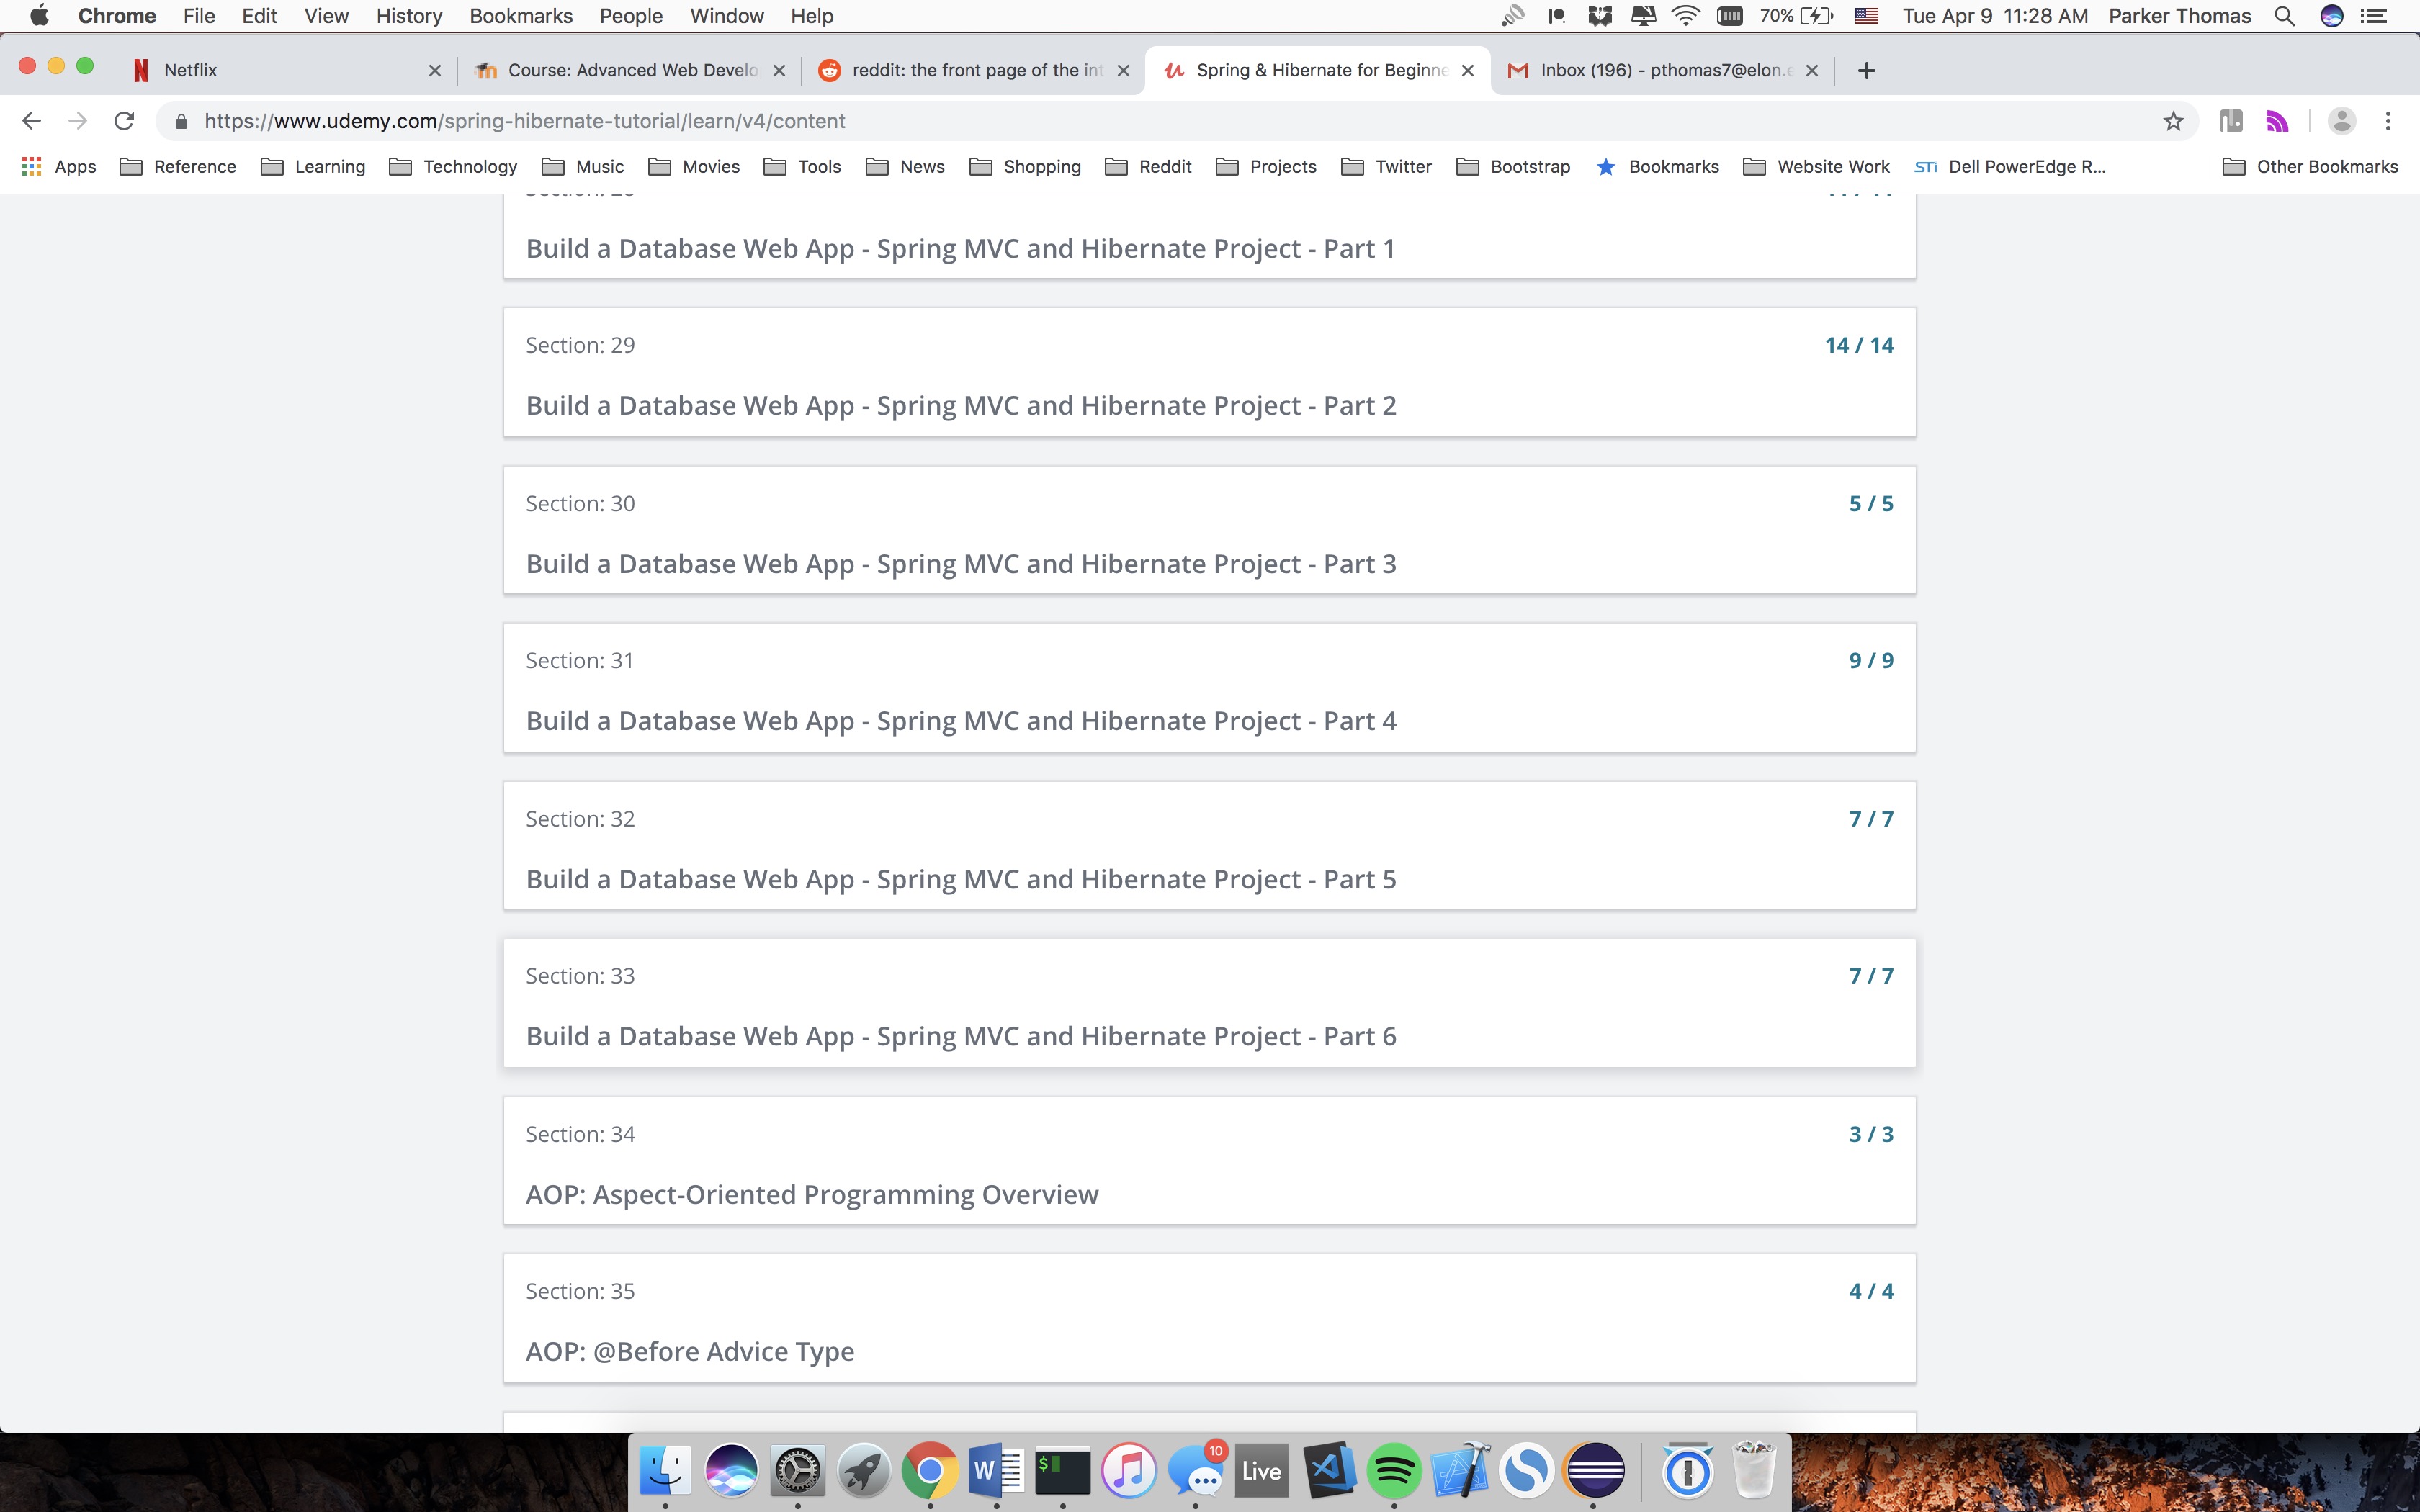 Chrome File Edit View History Bookmarks People Window Help 70% Tue Apr 9 11:28 AM Parker Thomas
Netflix Course: Advanced Web Develo reddit: the front page of the int Spring & Hibernate for Beginne Inbox (196) - pthomas7@elon.e
https://www.udemy.com/spring-hibernate-tutorial/learn/v4/content
Apps Reference Learning Technology Music Movies Tools News Shopping Reddit Projects Twitter Bootstrap Bookmarks Website Work STi Dell PowerEdge R... Other Bookmarks
Build a Database Web App - Spring MVC and Hibernate Project - Part 1
Section: 29 14 / 14
Build a Database Web App - Spring MVC and Hibernate Project - Part 2
Section: 30 5 / 5
Build a Database Web App - Spring MVC and Hibernate Project - Part 3
Section: 31 9 / 9
Build a Database Web App - Spring MVC and Hibernate Project - Part 4
Section: 32 7 / 7
Build a Database Web App - Spring MVC and Hibernate Project - Part 5
Section: 33 7 / 7
Build a Database Web App - Spring MVC and Hibernate Project - Part 6
Section: 34 3 / 3
AOP: Aspect-Oriented Programming Overview
Section: 35 4 / 4
AOP: @Before Advice Type
W $ 10 Live